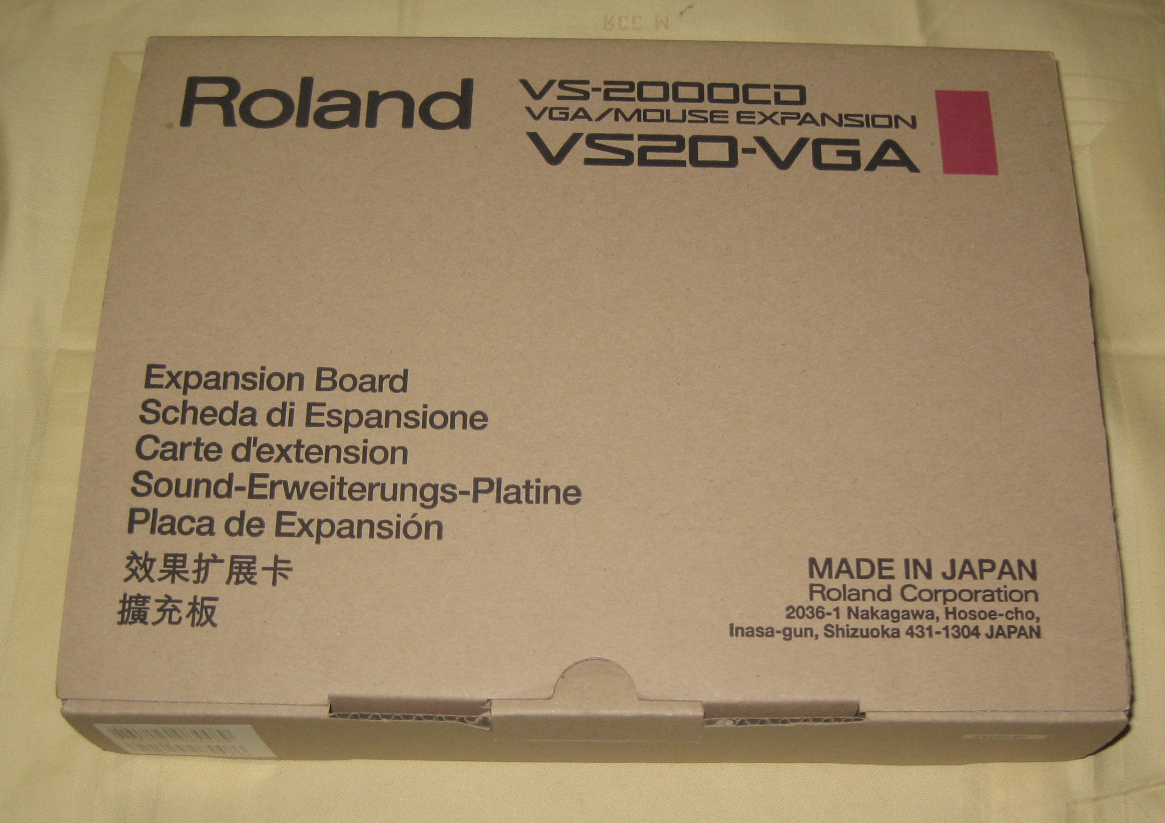 Roland
VS-2000CD
VGA/MOUSE EXPANSION
VS20-VGA
Expansion Board
Scheda di Espansione
Carte d'extension
Sound-Erweiterungs-Platine
Placa de Expansión
效果扩展卡
擴充板
MADE IN JAPAN
Roland Corporation
2036-1 Nakagawa, Hosoe-cho,
Inasa-gun, Shizuoka 431-1304 JAPAN